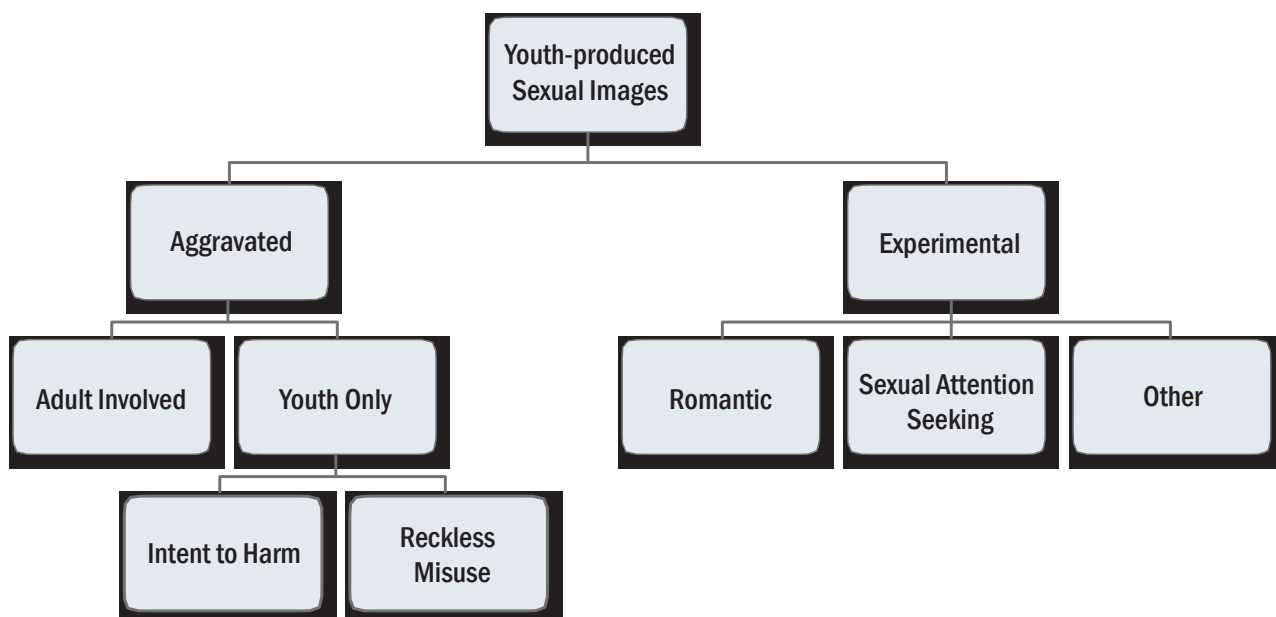 Youth-produced
Sexual Images
Aggravated
Experimental
Adult Involved
Youth Only
Romantic
Sexual Attention
Seeking
Other
Intent to Harm
Reckless
Misuse